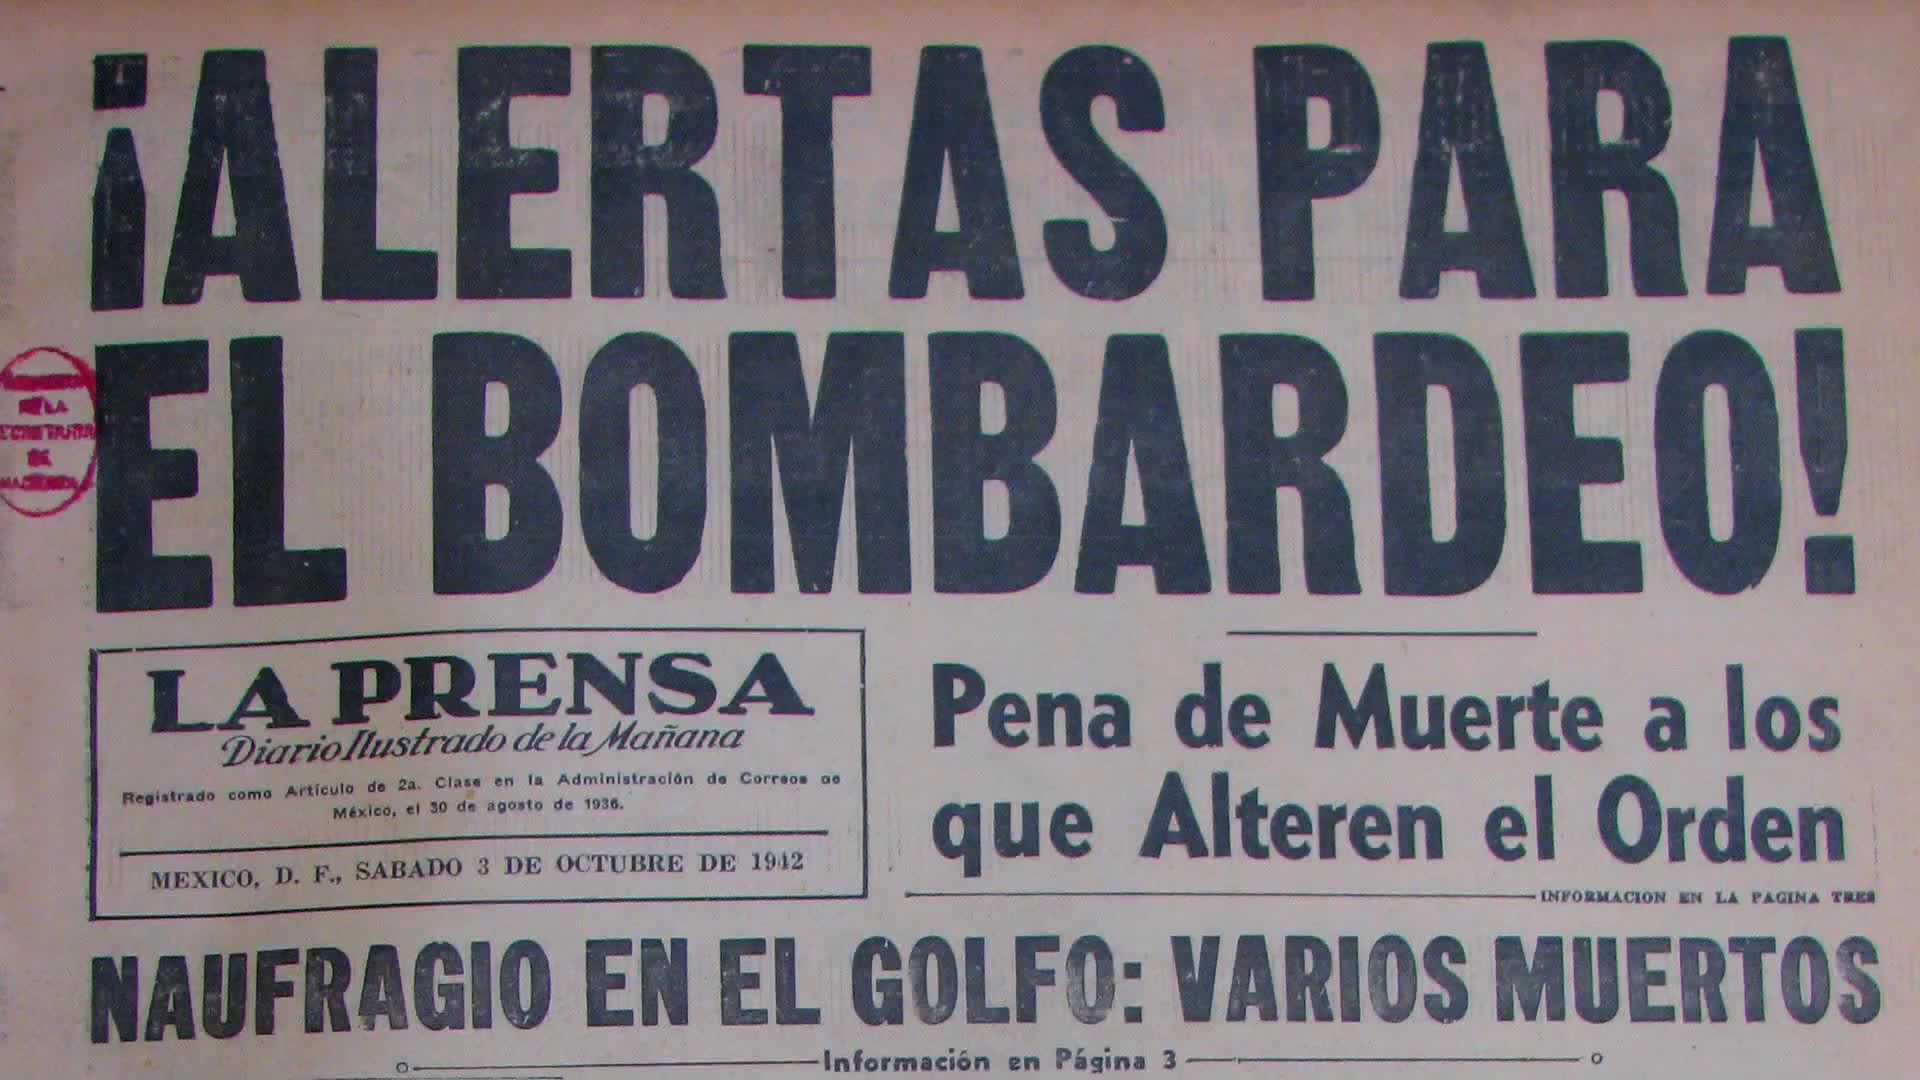 ¡ALERTAS PARA
EL BOMBARDEO!
DE LA
DE
LA PRENSA
Diario Ilustrado de la Mañana
Registrado como Artículo de 2a. Clase en la Administración de Correos de
México, el 30 de agosto de 1936.
MEXICO, D. F., SABADO 3 DE OCTUBRE DE 1942
Pena de Muerte a los
que Alteren el Orden
INFORMACION EN LA PAGINA TRES
NAUFRAGIO EN EL GOLFO: VARIOS MUERTOS
Información en Página 3